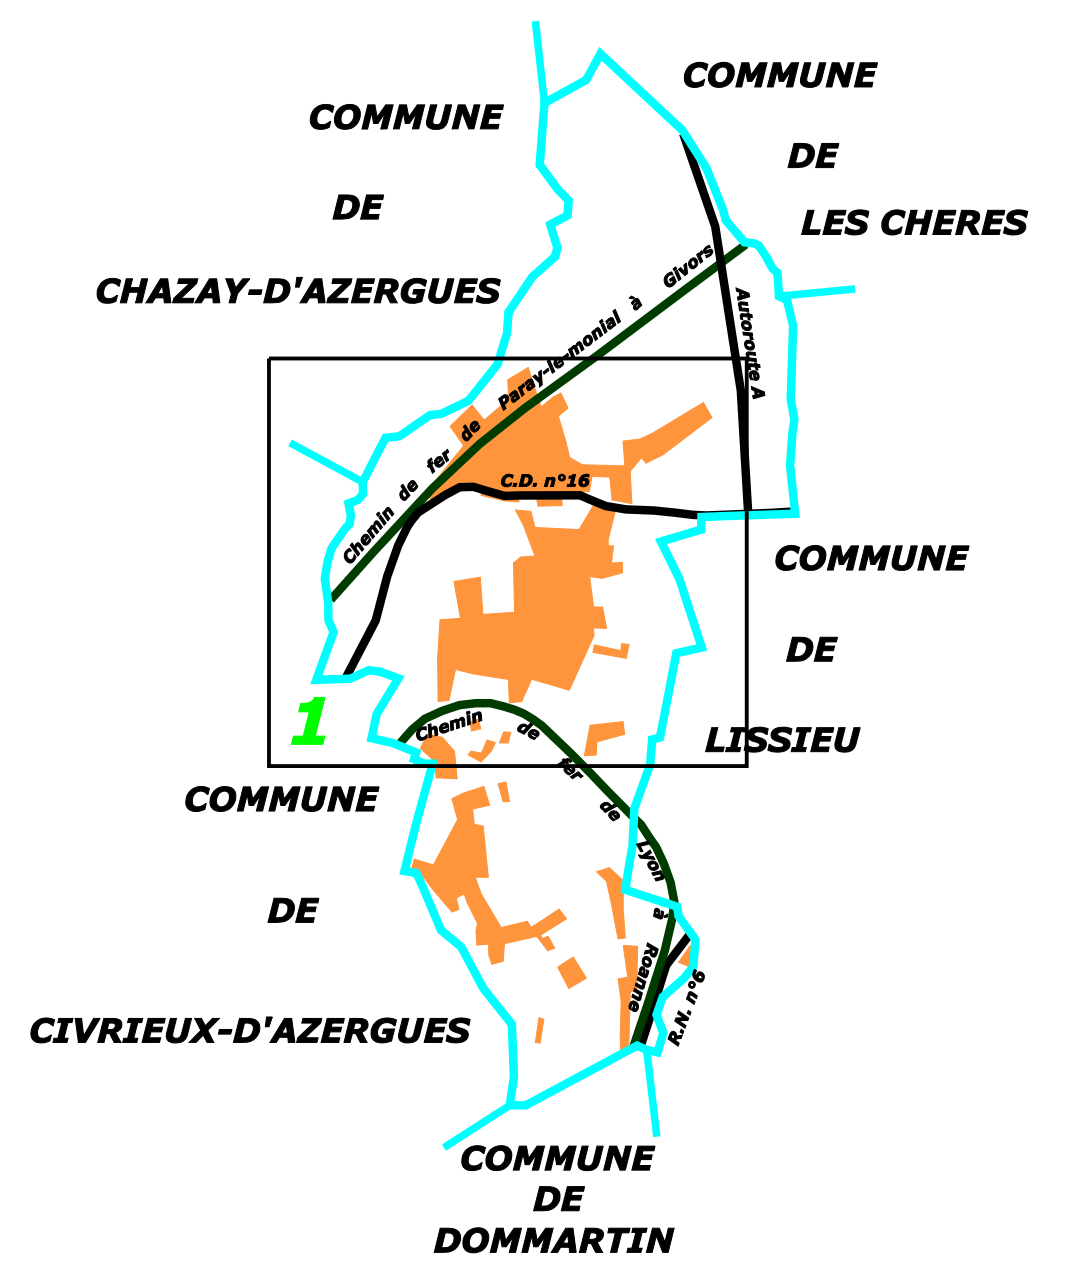 COMMUNE
DE
LES CHERES
COMMUNE
DE
CHAZAY-D'AZERGUES
Chemin de fer de Paray-le-monial à Givors
Autoroute A
C.D. n°16
COMMUNE
DE
LISSIEU
1
Chemin de fer de Lyon à Roanne
COMMUNE
DE
CIVRIEUX-D'AZERGUES
R.N. n°6
COMMUNE
DE
DOMMARTIN